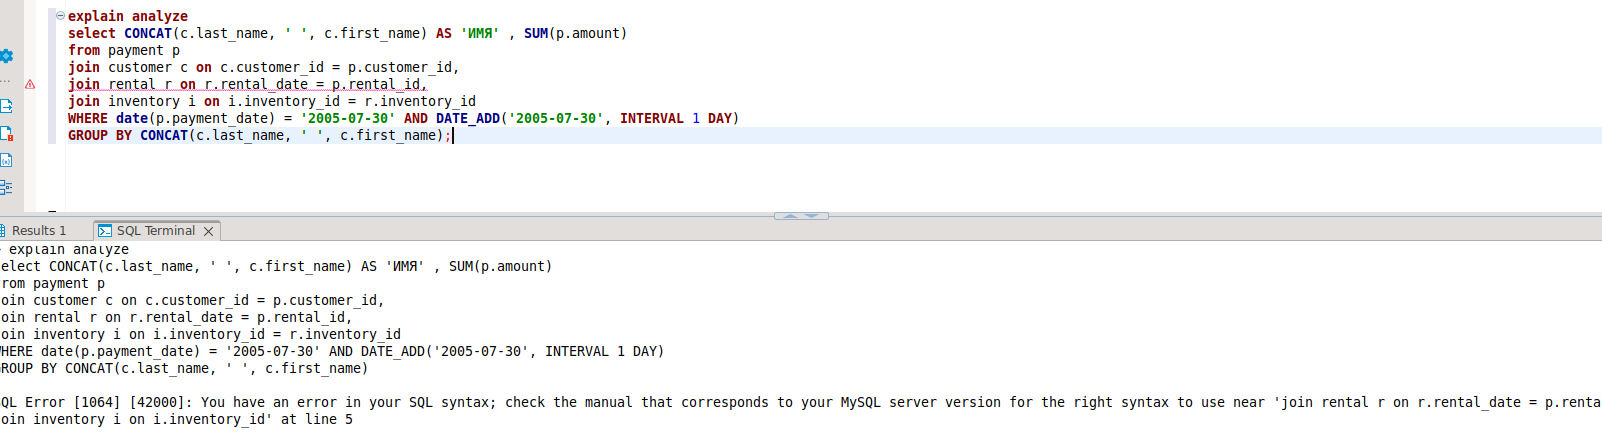 explain analyze
select CONCAT(c.last_name, ' ', c.first_name) AS 'ИМЯ' , SUM(p.amount)
from payment p
join customer c on c.customer_id = p.customer_id,
join rental r on r.rental_date = p.rental_id,
join inventory i on i.inventory_id = r.inventory_id
WHERE date(p.payment_date) = '2005-07-30' AND DATE_ADD('2005-07-30', INTERVAL 1 DAY)
GROUP BY CONCAT(c.last_name, ' ', c.first_name);
Results 1
SQL Terminal
explain analyze
elect CONCAT(c.last_name, ' ', c.first_name) AS 'ИМЯ' , SUM(p.amount)
rom payment p
oin customer c on c.customer_id = p.customer_id,
oin rental r on r.rental_date = p.rental_id,
oin inventory i on i.inventory_id = r.inventory_id
HERE date(p.payment_date) = '2005-07-30' AND DATE_ADD('2005-07-30', INTERVAL 1 DAY)
ROUP BY CONCAT(c.last_name, ' ', c.first_name)
QL Error [1064] [42000]: You have an error in your SQL syntax; check the manual that corresponds to your MySQL server version for the right syntax to use near 'join rental r on r.rental_date = p.renta
oin inventory i on i.inventory_id' at line 5